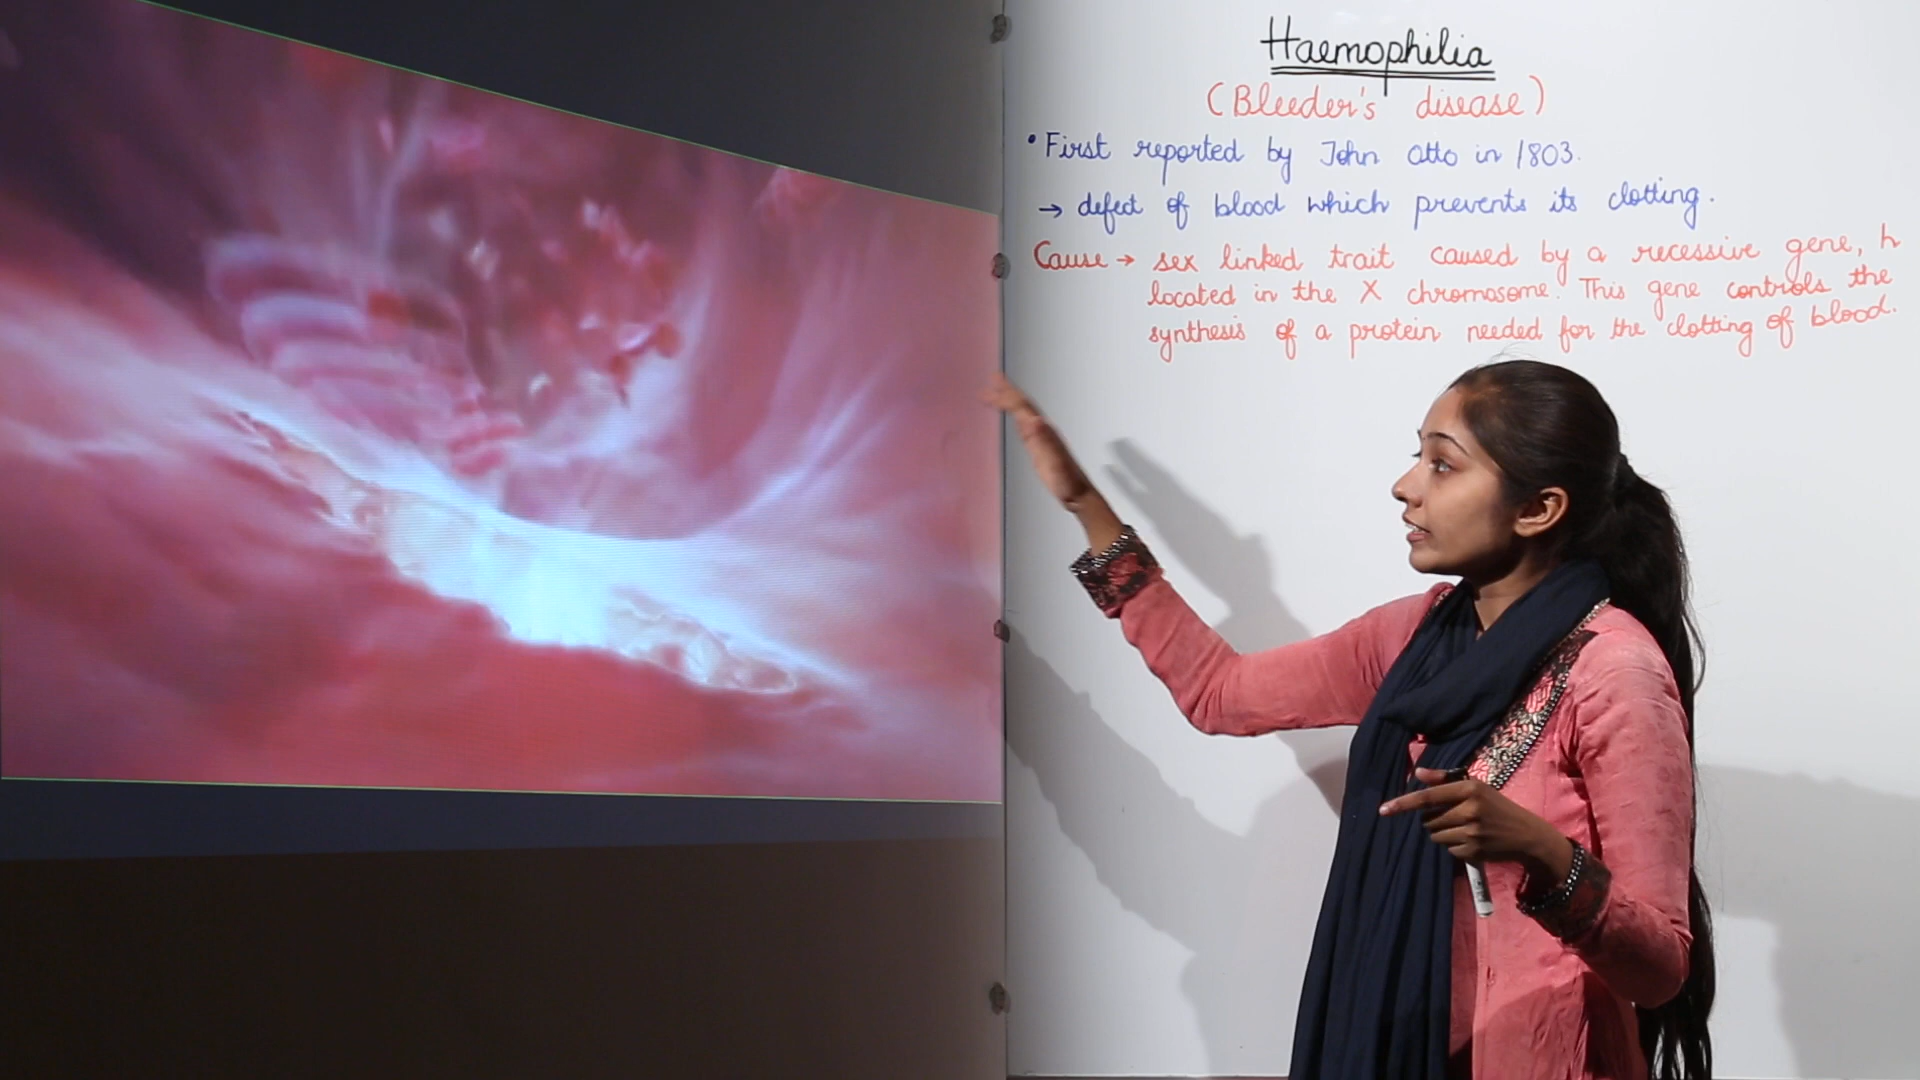 Haemophilia
(Bleeder's disease)
• First reported by John Otto in 1803.
→ defect of blood which prevents its clotting.
Cause → sex linked trait caused by a recessive gene, h
located in the X chromosome. This gene controls the
synthesis of a protein needed for the clotting of blood.